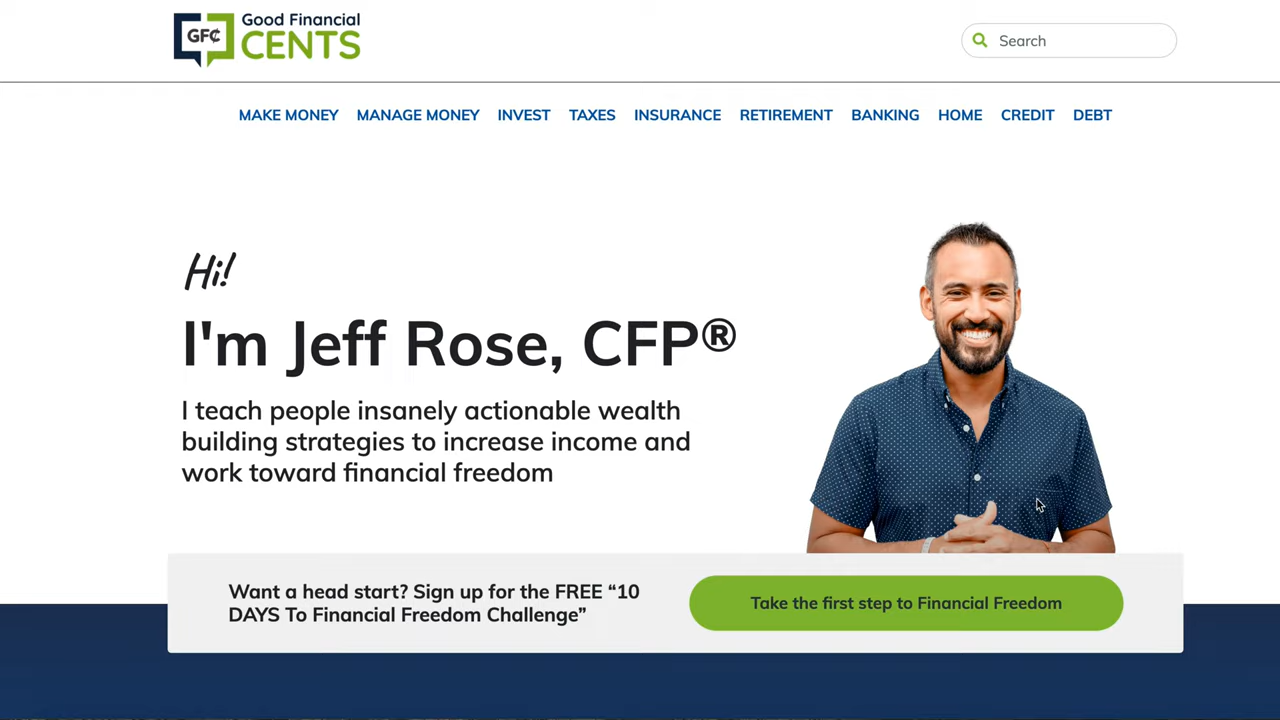 GF¢
Good Financial
CENTS
Search
MAKE MONEY MANAGE MONEY INVEST TAXES INSURANCE RETIREMENT BANKING HOME CREDIT DEBT
Hi!
I'm Jeff Rose, CFP®
I teach people insanely actionable wealth
building strategies to increase income and
work toward financial freedom
Want a head start? Sign up for the FREE “10
DAYS To Financial Freedom Challenge”
Take the first step to Financial Freedom